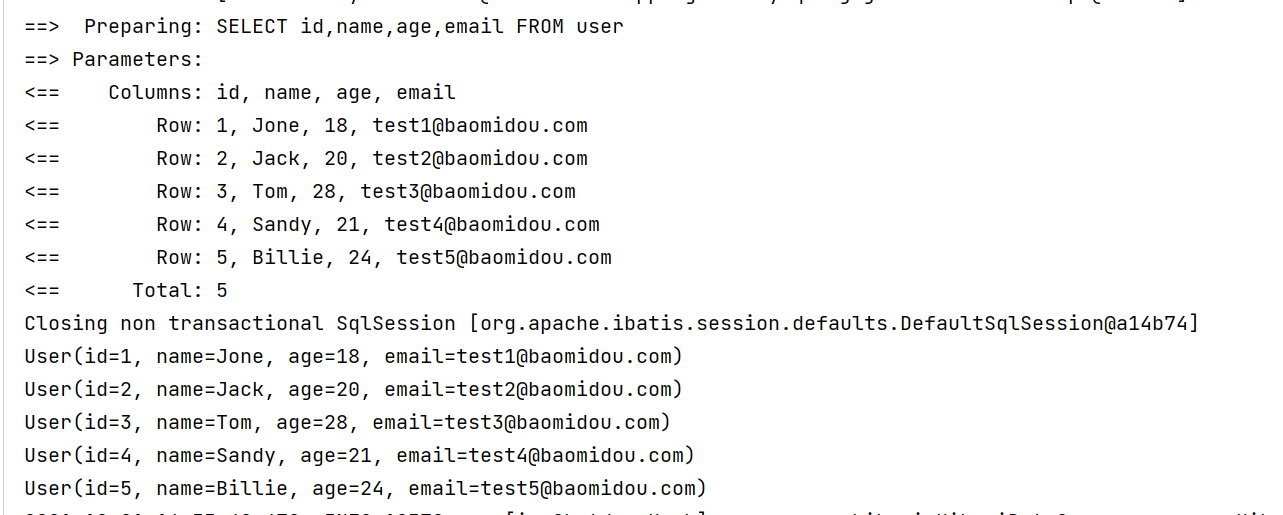 ==>  Preparing: SELECT id,name,age,email FROM user
==> Parameters:
<==    Columns: id, name, age, email
<==        Row: 1, Jone, 18, test1@baomidou.com
<==        Row: 2, Jack, 20, test2@baomidou.com
<==        Row: 3, Tom, 28, test3@baomidou.com
<==        Row: 4, Sandy, 21, test4@baomidou.com
<==        Row: 5, Billie, 24, test5@baomidou.com
<==      Total: 5
Closing non transactional SqlSession [org.apache.ibatis.session.defaults.DefaultSqlSession@a14b74]
User(id=1, name=Jone, age=18, email=test1@baomidou.com)
User(id=2, name=Jack, age=20, email=test2@baomidou.com)
User(id=3, name=Tom, age=28, email=test3@baomidou.com)
User(id=4, name=Sandy, age=21, email=test4@baomidou.com)
User(id=5, name=Billie, age=24, email=test5@baomidou.com)